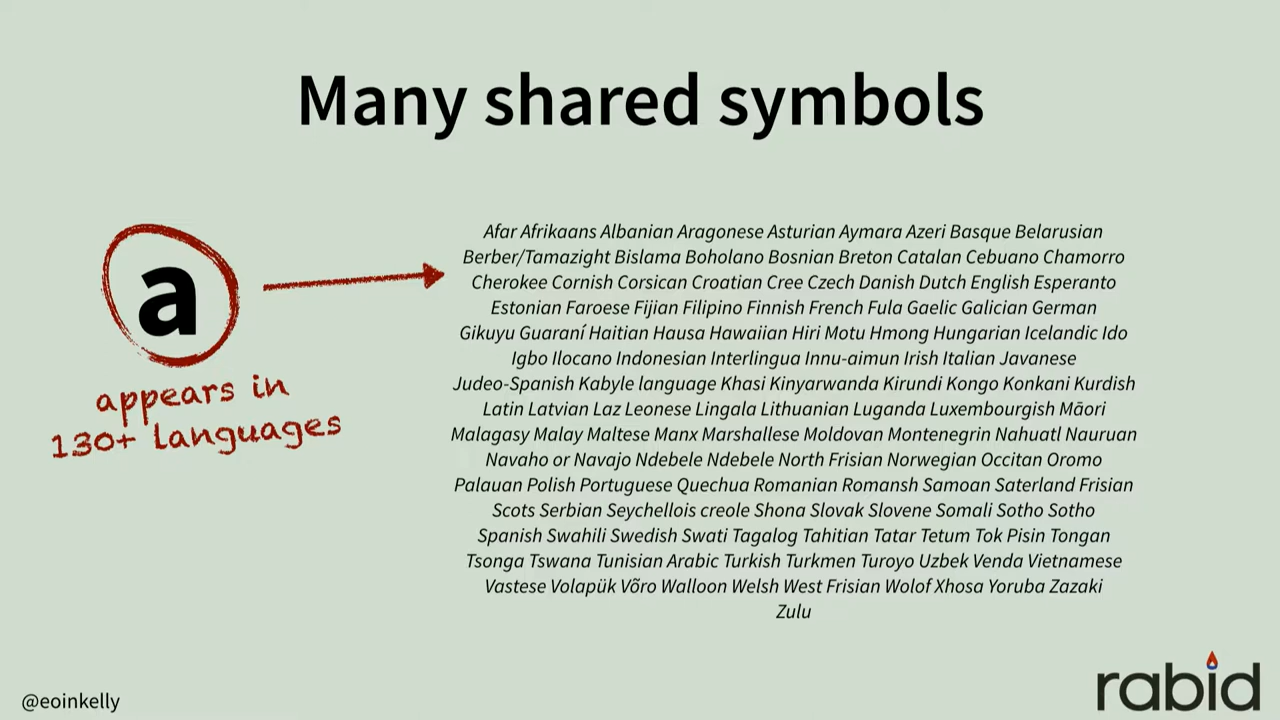 Many shared symbols
a
appears in
130+ languages
Afar Afrikaans Albanian Aragonese Asturian Aymara Azeri Basque Belarusian
Berber/Tamazight Bislama Boholano Bosnian Breton Catalan Cebuano Chamorro
Cherokee Cornish Corsican Croatian Cree Czech Danish Dutch English Esperanto
Estonian Faroese Fijian Filipino Finnish French Fula Gaelic Galician German
Gikuyu Guaraní Haitian Hausa Hawaiian Hiri Motu Hmong Hungarian Icelandic Ido
Igbo Ilocano Indonesian Interlingua Innu-aimun Irish Italian Javanese
Judeo-Spanish Kabyle language Khasi Kinyarwanda Kirundi Kongo Konkani Kurdish
Latin Latvian Laz Leonese Lingala Lithuanian Luganda Luxembourgish Māori
Malagasy Malay Maltese Manx Marshallese Moldovan Montenegrin Nahuatl Nauruan
Navaho or Navajo Ndebele Ndebele North Frisian Norwegian Occitan Oromo
Palauan Polish Portuguese Quechua Romanian Romansh Samoan Saterland Frisian
Scots Serbian Seychellois creole Shona Slovak Slovene Somali Sotho Sotho
Spanish Swahili Swedish Swati Tagalog Tahitian Tatar Tetum Tok Pisin Tongan
Tsonga Tswana Tunisian Arabic Turkish Turkmen Turoyo Uzbek Venda Vietnamese
Vastese Volapük Võro Walloon Welsh West Frisian Wolof Xhosa Yoruba Zazaki
Zulu
@eoinkelly
rabid